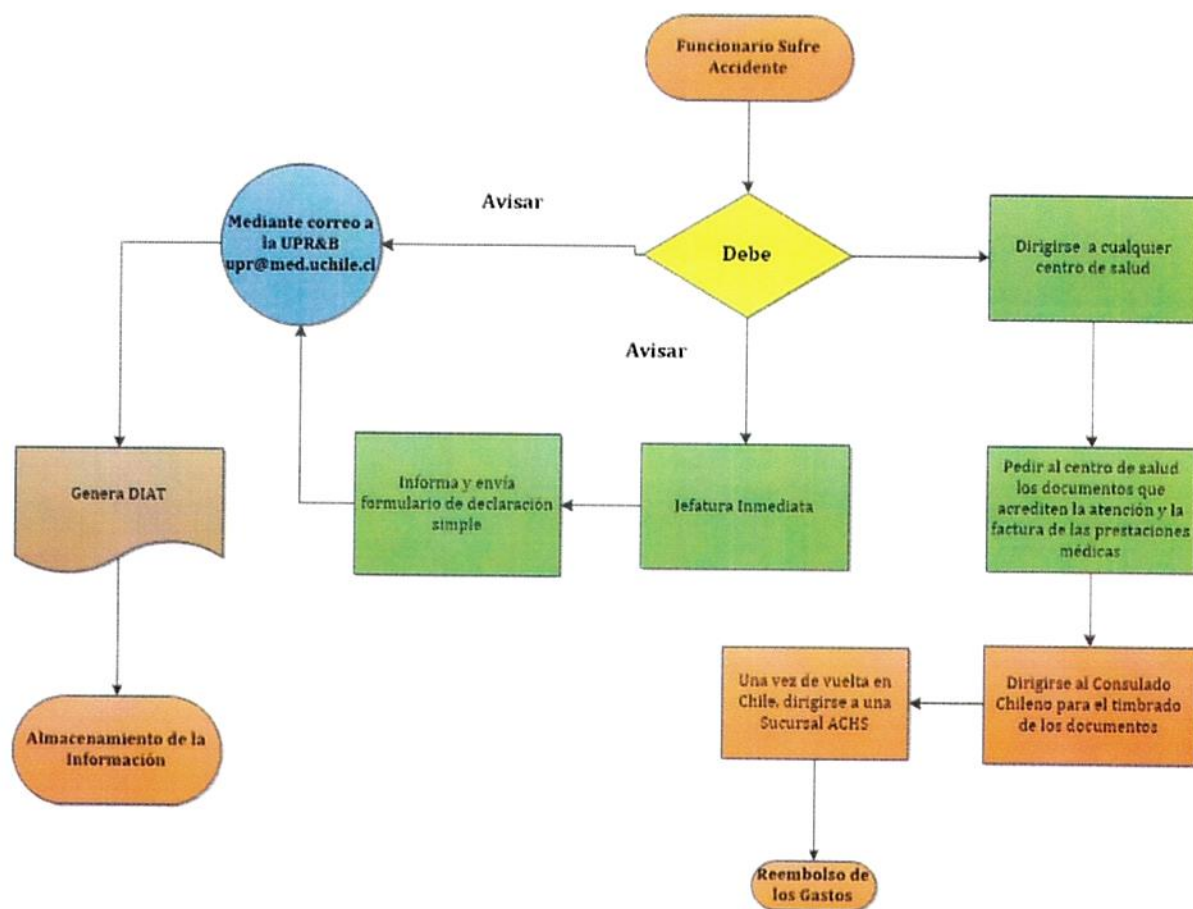 Funcionario Sufre
Accidente
Avisar
Mediante correo a
la UPR&B
upr@med.uchile.cl
Debe
Dirigirse a cualquier
centro de salud
Avisar
Genera DIAT
Informa y envía
formulario de declaración
simple
Jefatura Inmediata
Pedir al centro de salud
los documentos que
acrediten la atención y la
factura de las prestaciones
médicas
Una vez de vuelta en
Chile, dirigirse a una
Sucursal ACHS
Dirigirse al Consulado
Chileno para el timbrado
de los documentos
Almacenamiento de la
Información
Reembolso de
los Gastos